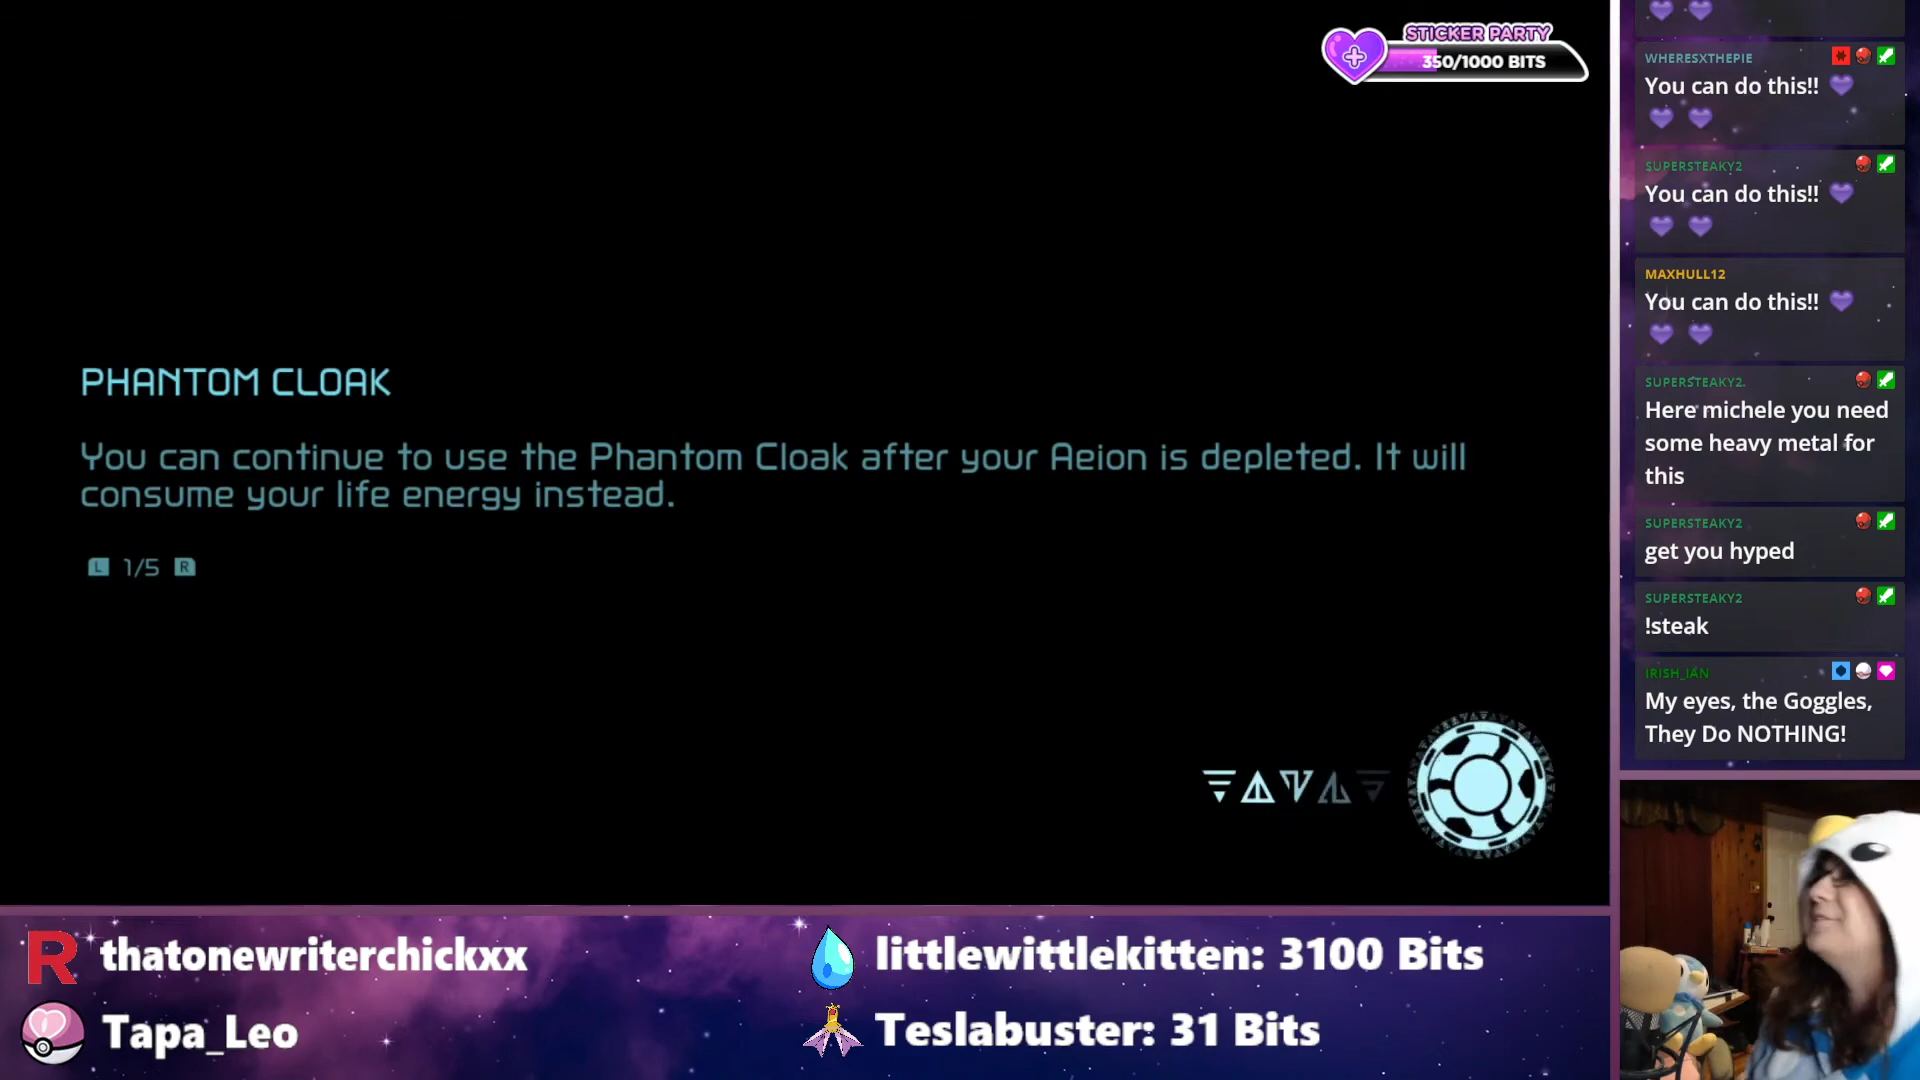 STICKER PARTY
350/1000 BITS
PHANTOM CLOAK
You can continue to use the Phantom Cloak after your Aeion is depleted. It will
consume your life energy instead.
L 1/5 R
WHERESXTHEPIE
You can do this!!
SUPERSTEAKY2
You can do this!!
MAXHULL12
You can do this!!
SUPERSTEAKY2
Here michele you need
some heavy metal for
this
SUPERSTEAKY2
get you hyped
SUPERSTEAKY2
!steak
IRISH_IAN
My eyes, the Goggles,
They Do NOTHING!
R thatonewriterchickxx
littlewittlekitten: 3100 Bits
Tapa_Leo
Teslabuster: 31 Bits